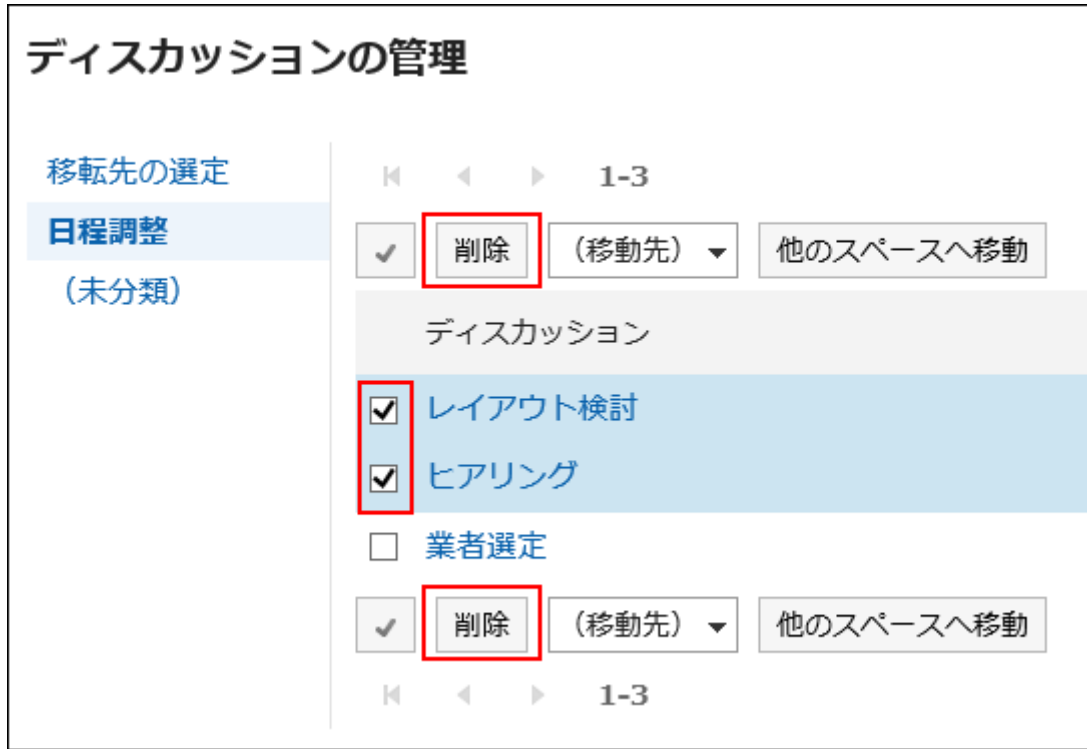 ディスカッションの管理
移転先の選定
日程調整
（未分類）
1-3
削除 （移動先） 他のスペースへ移動
ディスカッション
レイアウト検討
ヒアリング
業者選定
削除 （移動先） 他のスペースへ移動
1-3